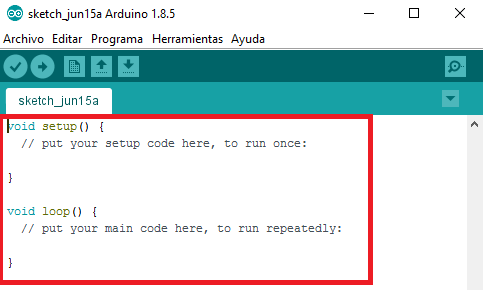 sketch_jun15a Arduino 1.8.5
Archivo Editar Programa Herramientas Ayuda
sketch_jun15a
void setup() {
  // put your setup code here, to run once:
}
void loop() {
  // put your main code here, to run repeatedly:
}